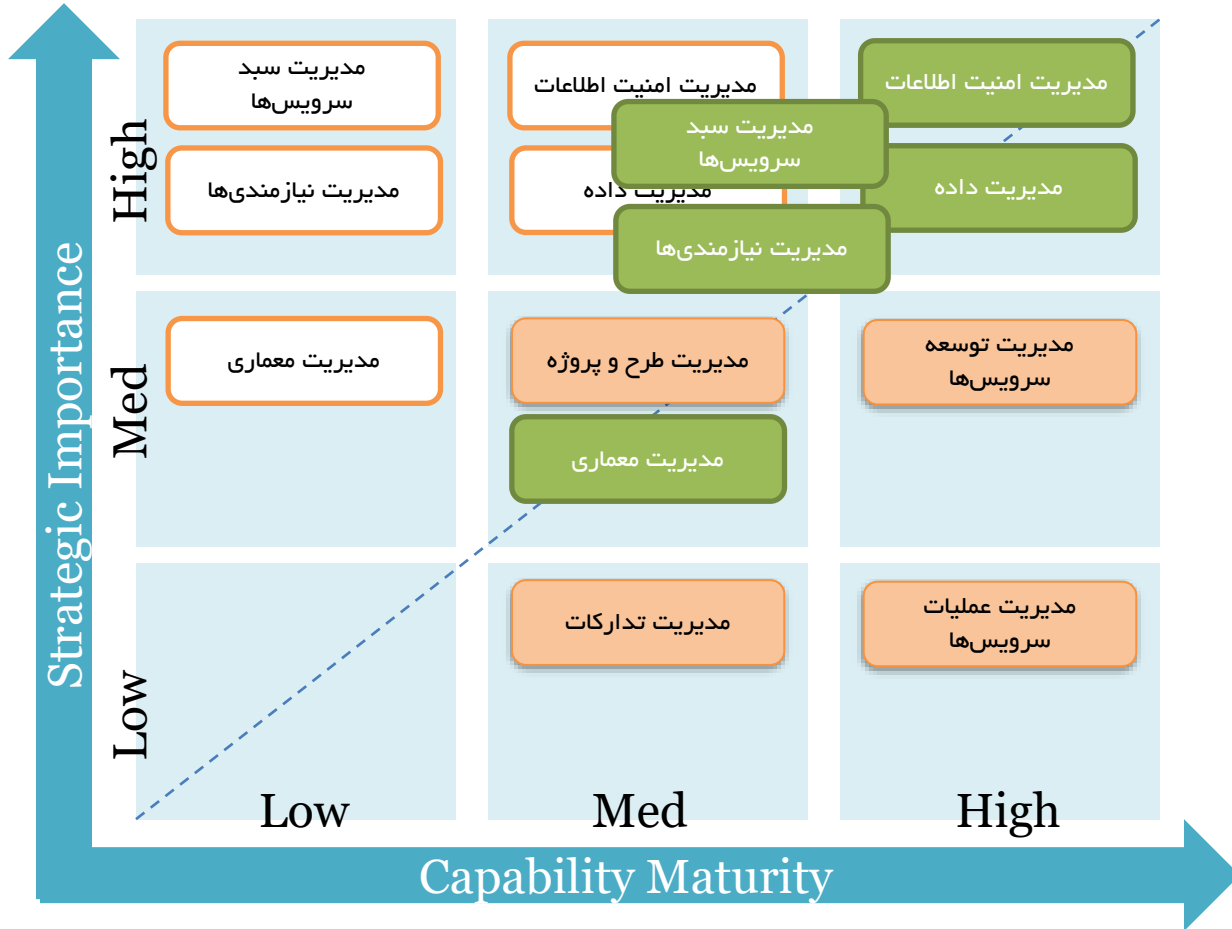 Strategic Importance
High
Med
Low
مدیریت سبد
سرویس‌ها
مدیریت امنیت اطلاعات
مدیریت امنیت اطلاعات
مدیریت سبد
سرویس‌ها
مدیریت نیازمندی‌ها
مدیریت داده
مدیریت داده
مدیریت نیازمندی‌ها
مدیریت معماری
مدیریت طرح و پروژه
مدیریت توسعه
سرویس‌ها
مدیریت معماری
مدیریت تدارکات
مدیریت عملیات
سرویس‌ها
Low
Med
High
Capability Maturity